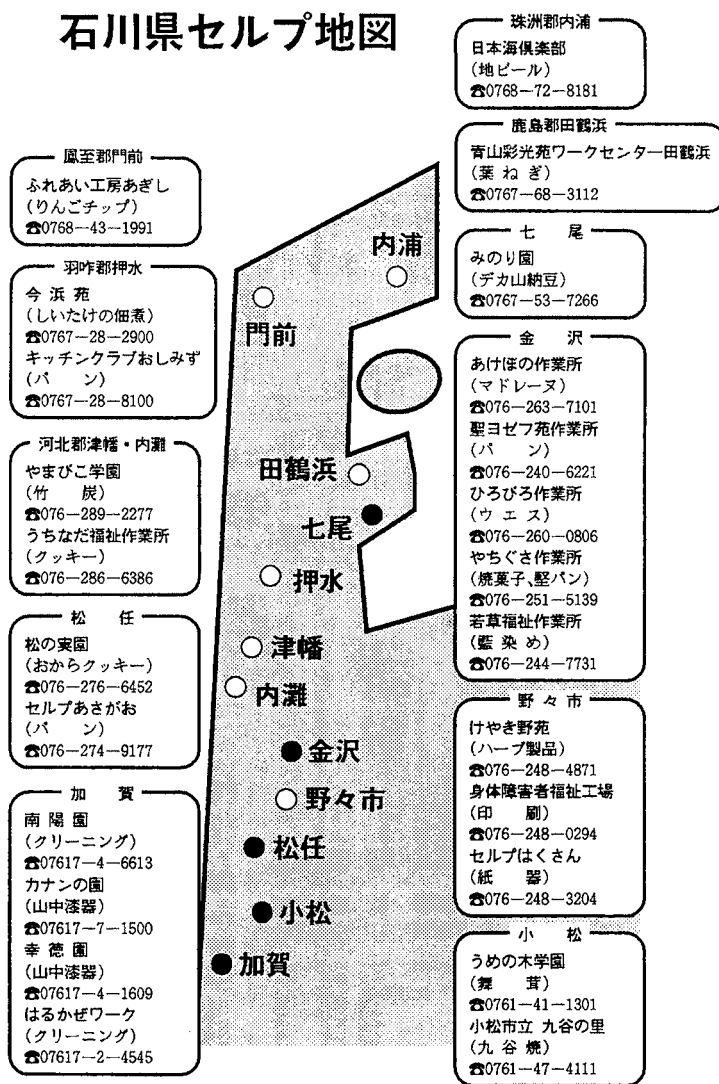 石川県セルプ地図
珠洲郡内浦
日本海倶楽部
(地ビール)
☎0768−72−8181
鹿島郡田鶴浜
青山彩光苑ワークセンター田鶴浜
(葉ねぎ)
☎0767−68−3112
七 尾
みのり園
(デカ山納豆)
☎0767−53−7266
金 沢
あけぼの作業所
(マドレーヌ)
☎076−263−7101
聖ヨゼフ苑作業所
(パ ン)
☎076−240−6221
ひろびろ作業所
(ウ エ ス)
☎076−260−0806
やちぐさ作業所
(焼菓子、堅パン)
☎076−251−5139
若草福祉作業所
(藍 染 め)
☎076−244−7731
野々市
けやき野苑
(ハーブ製品)
☎076−248−4871
身体障害者福祉工場
(印 刷)
☎076−248−0294
セルプはくさん
(紙 器)
☎076−248−3204
小 松
うめの木学園
(舞 茸)
☎0761−41−1301
小松市立 九谷の里
(九 谷 焼)
☎0761−47−4111
鳳至郡門前
ふれあい工房あぎし
(りんごチップ)
☎0768−43−1991
羽咋郡押水
今 浜 苑
(しいたけの佃煮)
☎0767−28−2900
キッチンクラブおしみず
(パ ン)
☎0767−28−8100
河北郡津幡・内灘
やまびこ学園
(竹 炭)
☎076−289−2277
うちなだ福祉作業所
(クッキー)
☎076−286−6386
松 任
松の実園
(おからクッキー)
☎076−276−6452
セルプあさがお
(パ ン)
☎076−274−9177
加 賀
南 陽 園
(クリーニング)
☎07617−4−6613
カナンの園
(山中漆器)
☎07617−7−1500
幸 徳 園
(山中漆器)
☎07617−4−1609
はるかぜワーク
(クリーニング)
☎07617−2−4545
内浦
門前
田鶴浜
七尾
押水
津幡
内灘
金沢
野々市
松任
小松
加賀